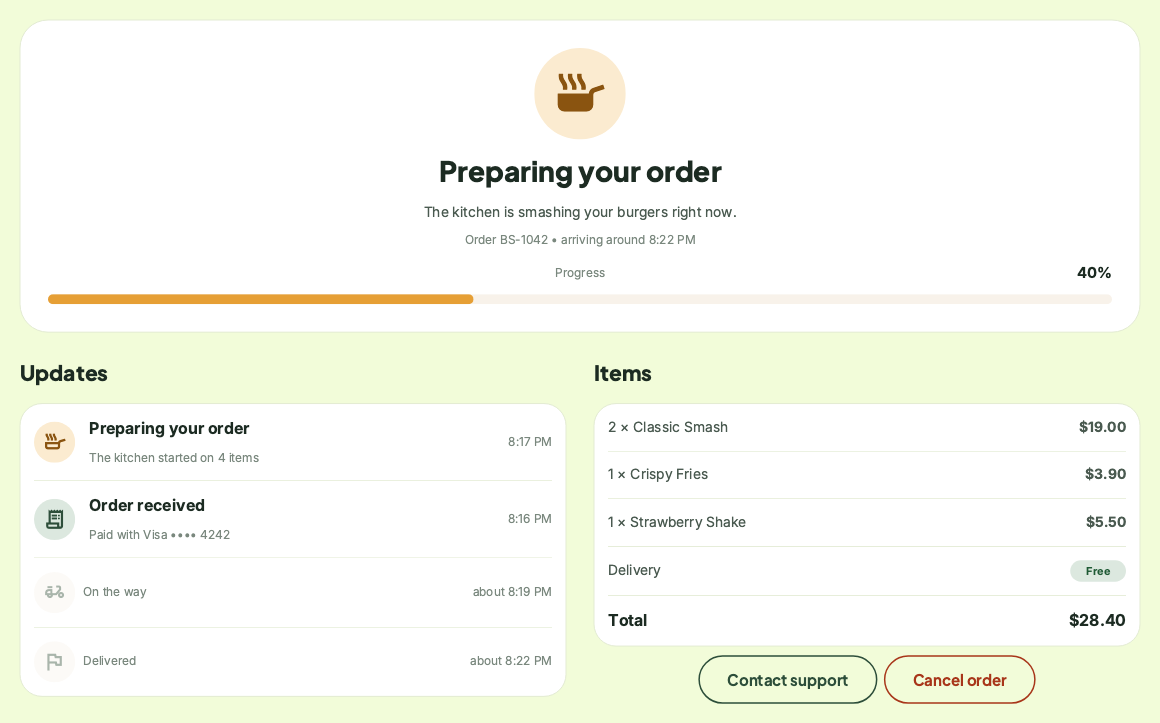 Preparing your order
The kitchen is smashing your burgers right now.
Order BS-1042 • arriving around 8:22 PM
Progress 40%
Updates
Preparing your order
The kitchen started on 4 items
8:17 PM
Order received
Paid with Visa •••• 4242
8:16 PM
On the way about 8:19 PM
Delivered about 8:22 PM
Items
2 × Classic Smash $19.00
1 × Crispy Fries $3.90
1 × Strawberry Shake $5.50
Delivery Free
Total $28.40
Contact support Cancel order